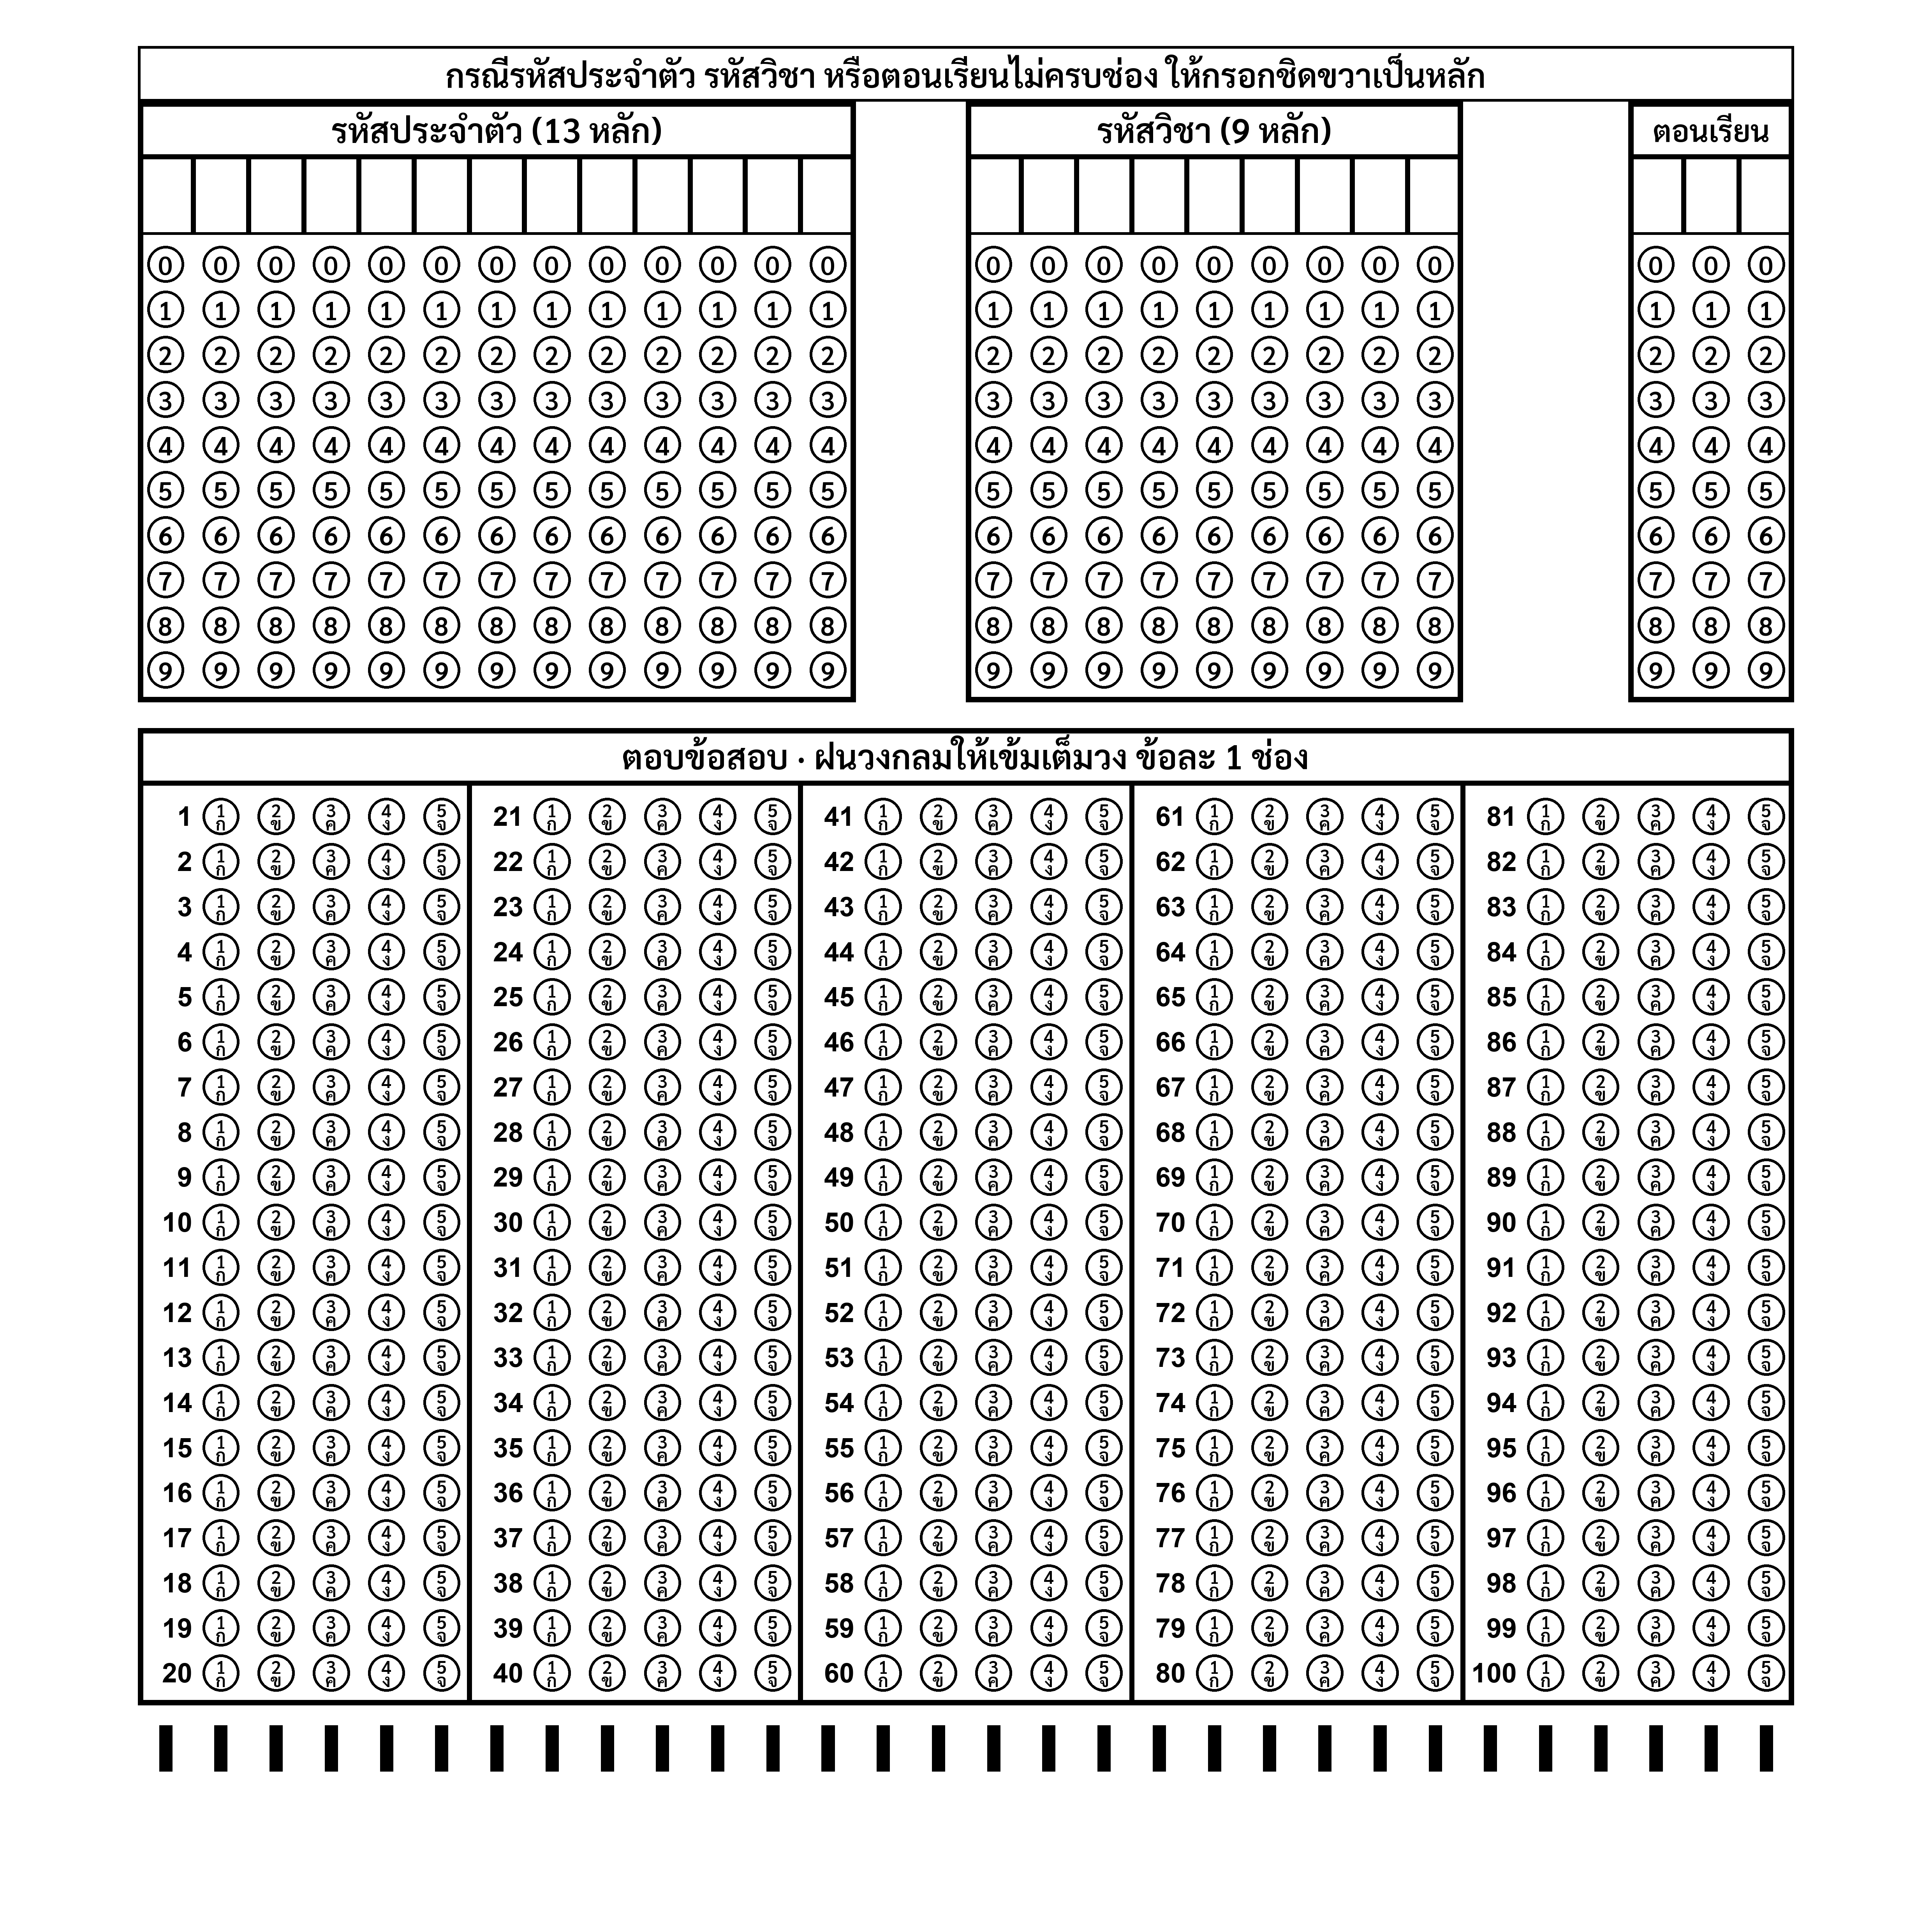 กรณีรหัสประจำตัว รหัสวิชา หรือตอนเรียนไม่ครบช่อง ให้กรอกชิดขวาเป็นหลัก
รหัสประจำตัว (13 หลัก) รหัสวิชา (9 หลัก) ตอนเรียน
0 0 0 0 0 0 0 0 0 0 0 0 0 0 0 0 0 0 0 0 0 0 0 0 0
1 1 1 1 1 1 1 1 1 1 1 1 1 1 1 1 1 1 1 1 1 1 1 1 1
2 2 2 2 2 2 2 2 2 2 2 2 2 2 2 2 2 2 2 2 2 2 2 2 2
3 3 3 3 3 3 3 3 3 3 3 3 3 3 3 3 3 3 3 3 3 3 3 3 3
4 4 4 4 4 4 4 4 4 4 4 4 4 4 4 4 4 4 4 4 4 4 4 4 4
5 5 5 5 5 5 5 5 5 5 5 5 5 5 5 5 5 5 5 5 5 5 5 5 5
6 6 6 6 6 6 6 6 6 6 6 6 6 6 6 6 6 6 6 6 6 6 6 6 6
7 7 7 7 7 7 7 7 7 7 7 7 7 7 7 7 7 7 7 7 7 7 7 7 7
8 8 8 8 8 8 8 8 8 8 8 8 8 8 8 8 8 8 8 8 8 8 8 8 8
9 9 9 9 9 9 9 9 9 9 9 9 9 9 9 9 9 9 9 9 9 9 9 9 9
ตอบข้อสอบ · ฝนวงกลมให้เข้มเต็มวง ข้อละ 1 ช่อง
1 1ก 2ข 3ค 4ง 5จ 21 1ก 2ข 3ค 4ง 5จ 41 1ก 2ข 3ค 4ง 5จ 61 1ก 2ข 3ค 4ง 5จ 81 1ก 2ข 3ค 4ง 5จ
2 1ก 2ข 3ค 4ง 5จ 22 1ก 2ข 3ค 4ง 5จ 42 1ก 2ข 3ค 4ง 5จ 62 1ก 2ข 3ค 4ง 5จ 82 1ก 2ข 3ค 4ง 5จ
3 1ก 2ข 3ค 4ง 5จ 23 1ก 2ข 3ค 4ง 5จ 43 1ก 2ข 3ค 4ง 5จ 63 1ก 2ข 3ค 4ง 5จ 83 1ก 2ข 3ค 4ง 5จ
4 1ก 2ข 3ค 4ง 5จ 24 1ก 2ข 3ค 4ง 5จ 44 1ก 2ข 3ค 4ง 5จ 64 1ก 2ข 3ค 4ง 5จ 84 1ก 2ข 3ค 4ง 5จ
5 1ก 2ข 3ค 4ง 5จ 25 1ก 2ข 3ค 4ง 5จ 45 1ก 2ข 3ค 4ง 5จ 65 1ก 2ข 3ค 4ง 5จ 85 1ก 2ข 3ค 4ง 5จ
6 1ก 2ข 3ค 4ง 5จ 26 1ก 2ข 3ค 4ง 5จ 46 1ก 2ข 3ค 4ง 5จ 66 1ก 2ข 3ค 4ง 5จ 86 1ก 2ข 3ค 4ง 5จ
7 1ก 2ข 3ค 4ง 5จ 27 1ก 2ข 3ค 4ง 5จ 47 1ก 2ข 3ค 4ง 5จ 67 1ก 2ข 3ค 4ง 5จ 87 1ก 2ข 3ค 4ง 5จ
8 1ก 2ข 3ค 4ง 5จ 28 1ก 2ข 3ค 4ง 5จ 48 1ก 2ข 3ค 4ง 5จ 68 1ก 2ข 3ค 4ง 5จ 88 1ก 2ข 3ค 4ง 5จ
9 1ก 2ข 3ค 4ง 5จ 29 1ก 2ข 3ค 4ง 5จ 49 1ก 2ข 3ค 4ง 5จ 69 1ก 2ข 3ค 4ง 5จ 89 1ก 2ข 3ค 4ง 5จ
10 1ก 2ข 3ค 4ง 5จ 30 1ก 2ข 3ค 4ง 5จ 50 1ก 2ข 3ค 4ง 5จ 70 1ก 2ข 3ค 4ง 5จ 90 1ก 2ข 3ค 4ง 5จ
11 1ก 2ข 3ค 4ง 5จ 31 1ก 2ข 3ค 4ง 5จ 51 1ก 2ข 3ค 4ง 5จ 71 1ก 2ข 3ค 4ง 5จ 91 1ก 2ข 3ค 4ง 5จ
12 1ก 2ข 3ค 4ง 5จ 32 1ก 2ข 3ค 4ง 5จ 52 1ก 2ข 3ค 4ง 5จ 72 1ก 2ข 3ค 4ง 5จ 92 1ก 2ข 3ค 4ง 5จ
13 1ก 2ข 3ค 4ง 5จ 33 1ก 2ข 3ค 4ง 5จ 53 1ก 2ข 3ค 4ง 5จ 73 1ก 2ข 3ค 4ง 5จ 93 1ก 2ข 3ค 4ง 5จ
14 1ก 2ข 3ค 4ง 5จ 34 1ก 2ข 3ค 4ง 5จ 54 1ก 2ข 3ค 4ง 5จ 74 1ก 2ข 3ค 4ง 5จ 94 1ก 2ข 3ค 4ง 5จ
15 1ก 2ข 3ค 4ง 5จ 35 1ก 2ข 3ค 4ง 5จ 55 1ก 2ข 3ค 4ง 5จ 75 1ก 2ข 3ค 4ง 5จ 95 1ก 2ข 3ค 4ง 5จ
16 1ก 2ข 3ค 4ง 5จ 36 1ก 2ข 3ค 4ง 5จ 56 1ก 2ข 3ค 4ง 5จ 76 1ก 2ข 3ค 4ง 5จ 96 1ก 2ข 3ค 4ง 5จ
17 1ก 2ข 3ค 4ง 5จ 37 1ก 2ข 3ค 4ง 5จ 57 1ก 2ข 3ค 4ง 5จ 77 1ก 2ข 3ค 4ง 5จ 97 1ก 2ข 3ค 4ง 5จ
18 1ก 2ข 3ค 4ง 5จ 38 1ก 2ข 3ค 4ง 5จ 58 1ก 2ข 3ค 4ง 5จ 78 1ก 2ข 3ค 4ง 5จ 98 1ก 2ข 3ค 4ง 5จ
19 1ก 2ข 3ค 4ง 5จ 39 1ก 2ข 3ค 4ง 5จ 59 1ก 2ข 3ค 4ง 5จ 79 1ก 2ข 3ค 4ง 5จ 99 1ก 2ข 3ค 4ง 5จ
20 1ก 2ข 3ค 4ง 5จ 40 1ก 2ข 3ค 4ง 5จ 60 1ก 2ข 3ค 4ง 5จ 80 1ก 2ข 3ค 4ง 5จ 100 1ก 2ข 3ค 4ง 5จ